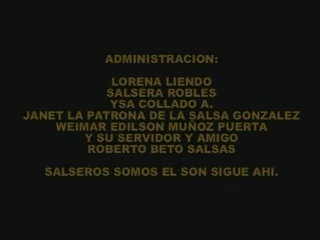 ADMINISTRACION:
LORENA LIENDO
SALSERA ROBLES
YSA COLLADO A.
JANET LA PATRONA DE LA SALSA GONZALEZ
WEIMAR EDILSON MUÑOZ PUERTA
Y SU SERVIDOR Y AMIGO
ROBERTO BETO SALSAS
SALSEROS SOMOS EL SON SIGUE AHI.